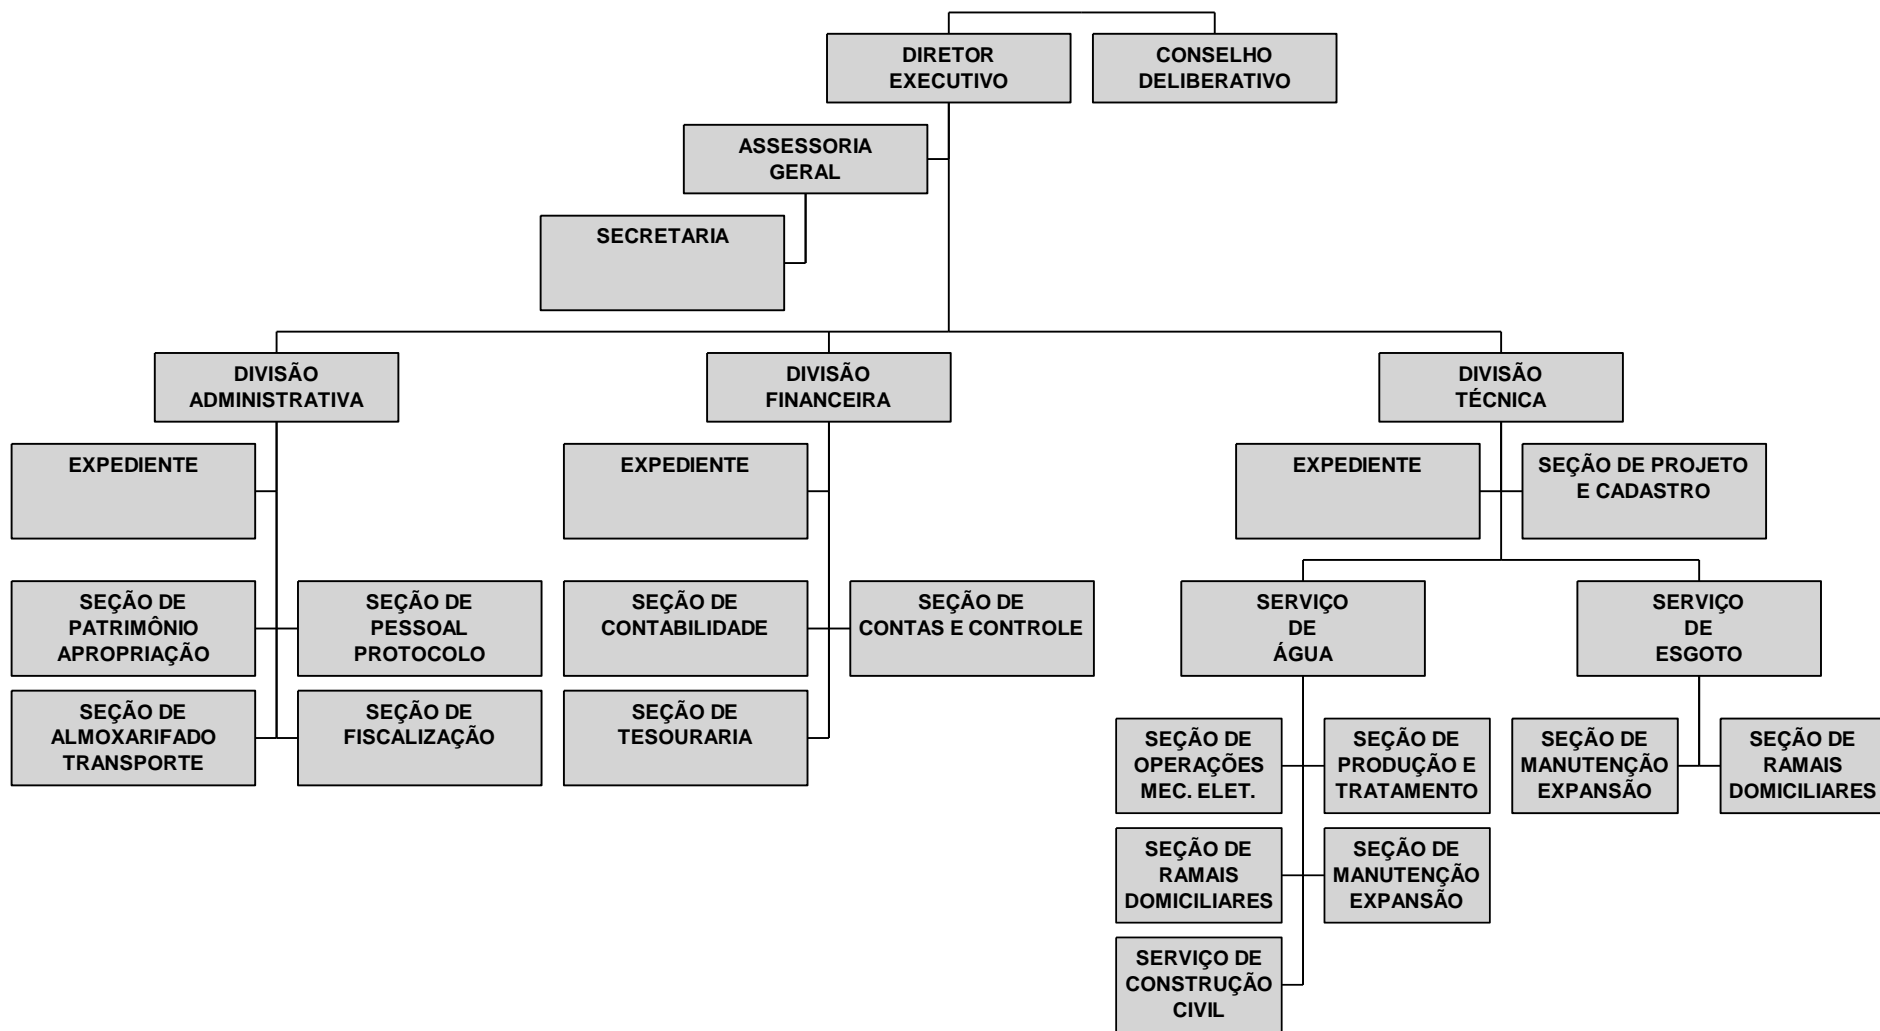 DIRETOR
EXECUTIVO
CONSELHO
DELIBERATIVO
ASSESSORIA
GERAL
SECRETARIA
DIVISÃO
ADMINISTRATIVA
DIVISÃO
FINANCEIRA
DIVISÃO
TÉCNICA
EXPEDIENTE
EXPEDIENTE
EXPEDIENTE
SEÇÃO DE PROJETO
E CADASTRO
SEÇÃO DE
PATRIMÔNIO
APROPRIAÇÃO
SEÇÃO DE
PESSOAL
PROTOCOLO
SEÇÃO DE
CONTABILIDADE
SEÇÃO DE
CONTAS E CONTROLE
SERVIÇO
DE
ÁGUA
SERVIÇO
DE
ESGOTO
SEÇÃO DE
ALMOXARIFADO
TRANSPORTE
SEÇÃO DE
FISCALIZAÇÃO
SEÇÃO DE
TESOURARIA
SEÇÃO DE
OPERAÇÕES
MEC. ELET.
SEÇÃO DE
PRODUÇÃO E
TRATAMENTO
SEÇÃO DE
MANUTENÇÃO
EXPANSÃO
SEÇÃO DE
RAMAIS
DOMICILIARES
SEÇÃO DE
RAMAIS
DOMICILIARES
SEÇÃO DE
MANUTENÇÃO
EXPANSÃO
SERVIÇO DE
CONSTRUÇÃO
CIVIL